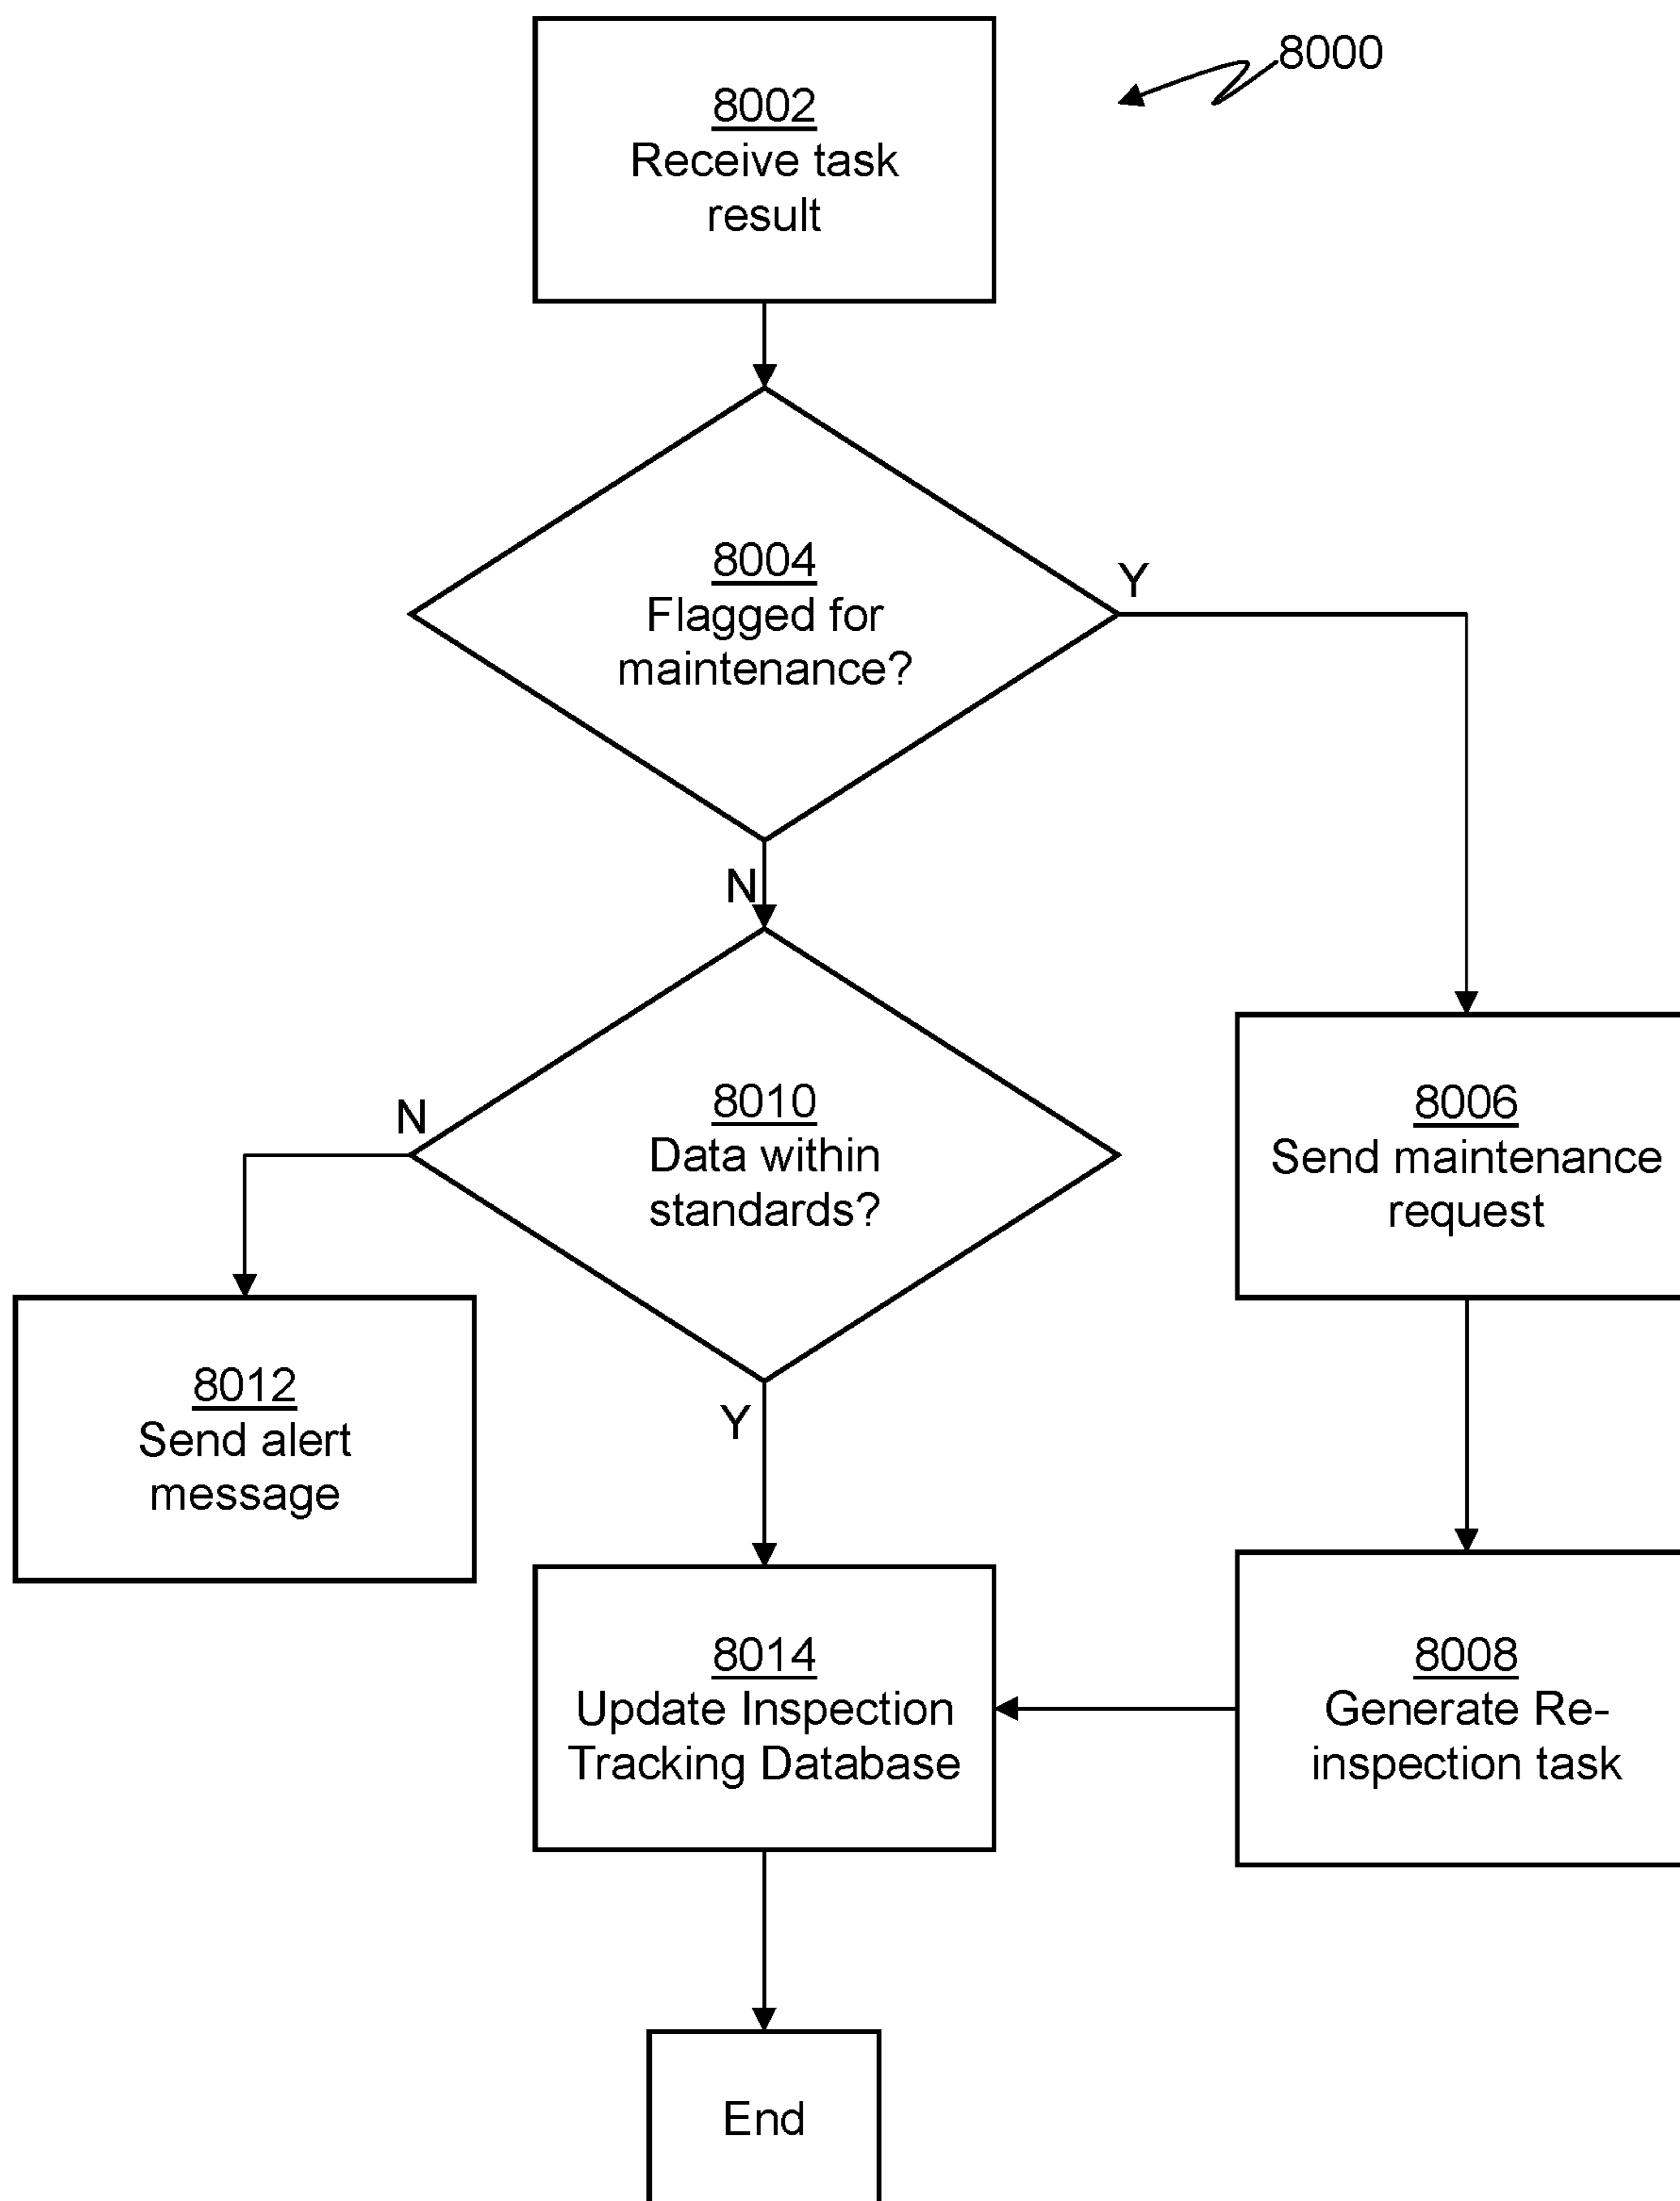 8000
8002
Receive task
result
8004
Flagged for
maintenance?
Y
N
8010
Data within
standards?
N
8006
Send maintenance
request
8012
Send alert
message
Y
8014
Update Inspection
Tracking Database
8008
Generate Re-
inspection task
End